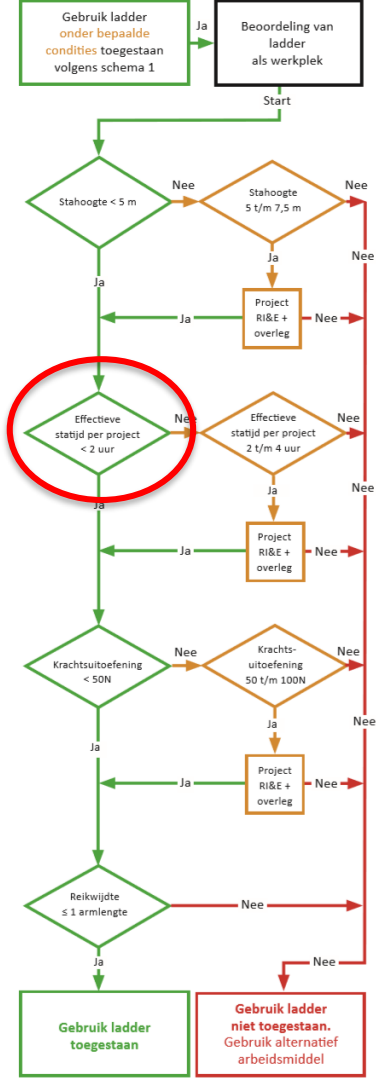 Gebruik ladder
onder bepaalde
condities toegestaan
volgens schema 1
Ja
Beoordeling van
ladder
als werkplek
Start
Stahoogte < 5 m
Nee
Stahoogte
5 t/m 7,5 m
Nee
Nee
Ja
Ja
Project
RI&E +
overleg
Ja
Nee
Effectieve
statijd per project
< 2 uur
Nee
Effectieve
statijd per project
2 t/m 4 uur
Nee
Nee
Ja
Ja
Project
RI&E +
overleg
Ja
Nee
Krachtsuitoefening
< 50N
Nee
Krachts-
uitoefening
50 t/m 100N
Nee
Nee
Ja
Ja
Project
RI&E +
overleg
Ja
Nee
Reikwijdte
≤ 1 armlengte
Nee
Ja
Nee
Gebruik ladder
toegestaan
Gebruik ladder
niet toegestaan.
Gebruik alternatief
arbeidsmiddel